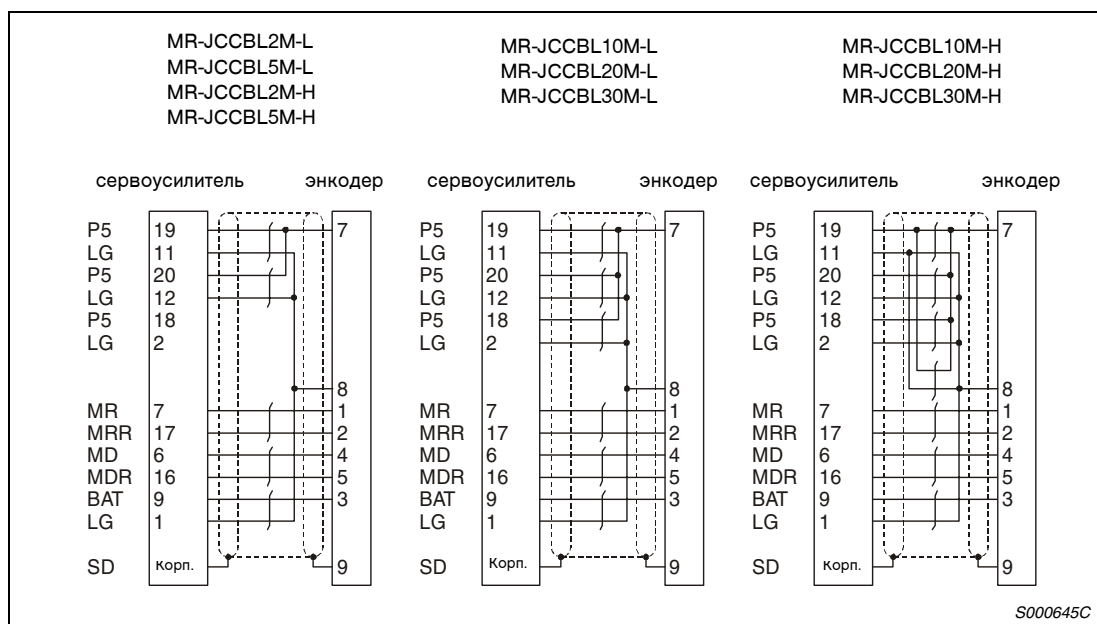 MR-JCCBL2M-L
MR-JCCBL5M-L
MR-JCCBL2M-H
MR-JCCBL5M-H
MR-JCCBL10M-L
MR-JCCBL20M-L
MR-JCCBL30M-L
MR-JCCBL10M-H
MR-JCCBL20M-H
MR-JCCBL30M-H
сервоусилитель энкодер
P5 19 7
LG 11
P5 20
LG 12
P5 18
LG 2
8
MR 7 1
MRR 17 2
MD 6 4
MDR 16 5
BAT 9 3
LG 1
SD Корп. 9
сервоусилитель энкодер
P5 19 7
LG 11
P5 20
LG 12
P5 18
LG 2
8
MR 7 1
MRR 17 2
MD 6 4
MDR 16 5
BAT 9 3
LG 1
SD Корп. 9
сервоусилитель энкодер
P5 19 7
LG 11
P5 20
LG 12
P5 18
LG 2
8
MR 7 1
MRR 17 2
MD 6 4
MDR 16 5
BAT 9 3
LG 1
SD Корп. 9
S000645C